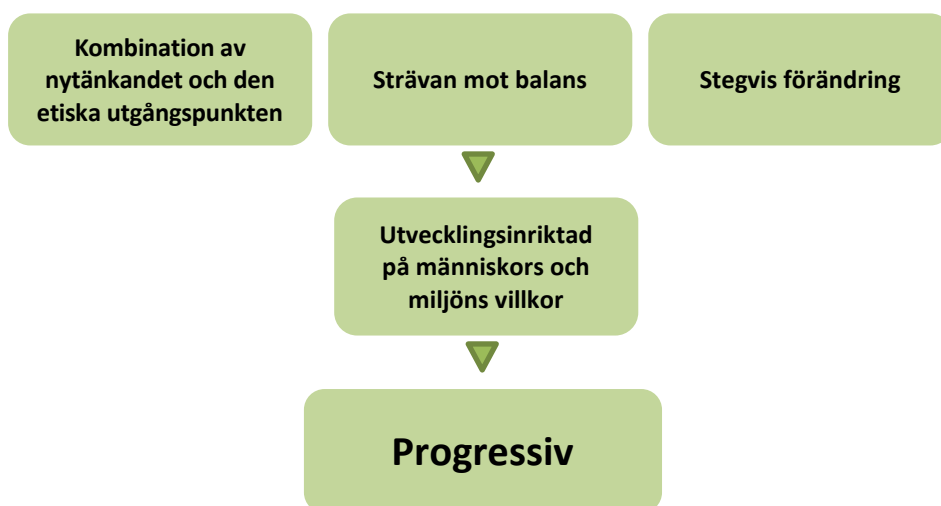 Kombination av
nytänkandet och den
etiska utgångspunkten
Strävan mot balans
Stegvis förändring
Utvecklingsinriktad
på människors och
miljöns villkor
Progressiv